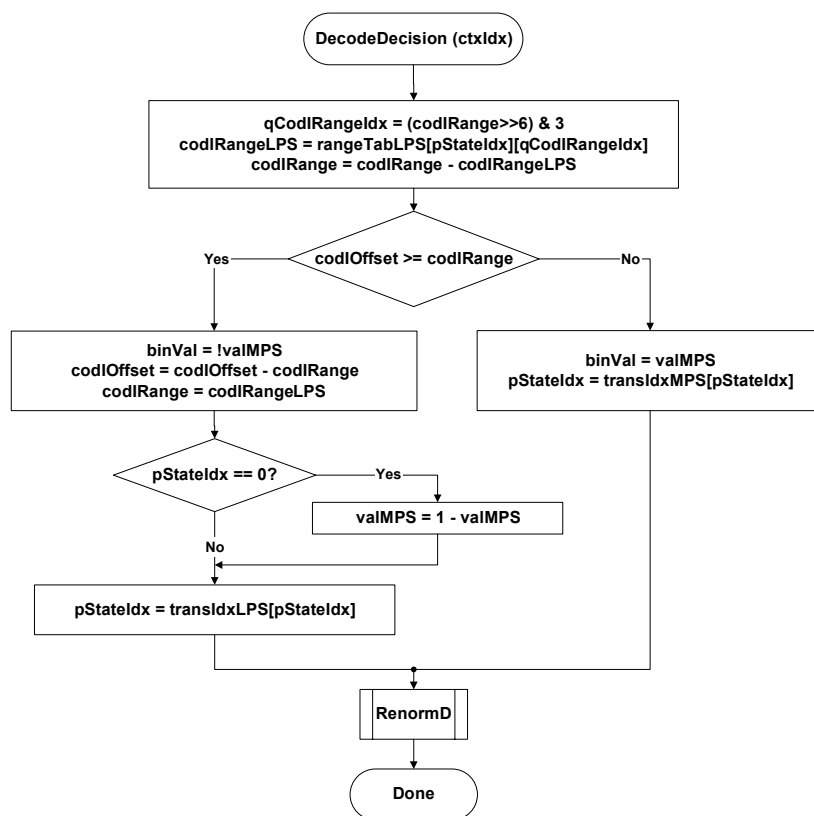 DecodeDecision (ctxIdx)
qCodIRangeIdx = (codIRange>>6) & 3
codIRangeLPS = rangeTabLPS[pStateIdx][qCodIRangeIdx]
codIRange = codIRange - codIRangeLPS
codIOffset >= codIRange
Yes
No
binVal = !valMPS
codIOffset = codIOffset - codIRange
codIRange = codIRangeLPS
binVal = valMPS
pStateIdx = transIdxMPS[pStateIdx]
pStateIdx == 0?
Yes
valMPS = 1 - valMPS
No
pStateIdx = transIdxLPS[pStateIdx]
RenormD
Done